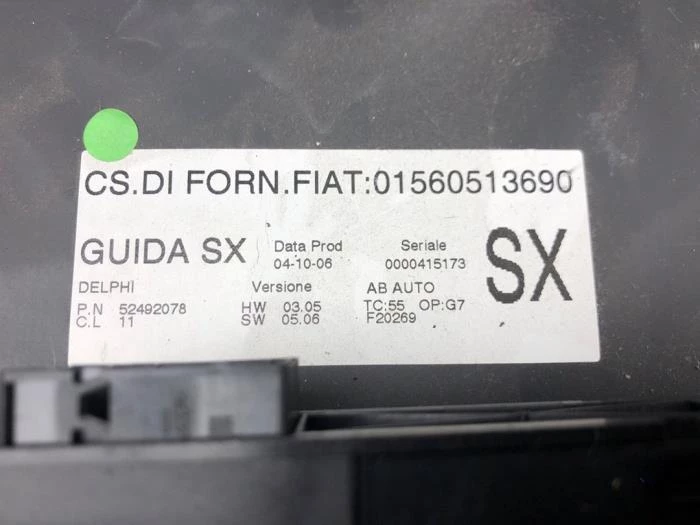 CS.DI FORN.FIAT:01560513690
GUIDA SX Data Prod 04-10-06 Seriale 0000415173 SX
DELPHI Versione AB AUTO
P.N 52492078 HW 03.05 TC:55 OP:G7
C.L 11 SW 05.06 F20269